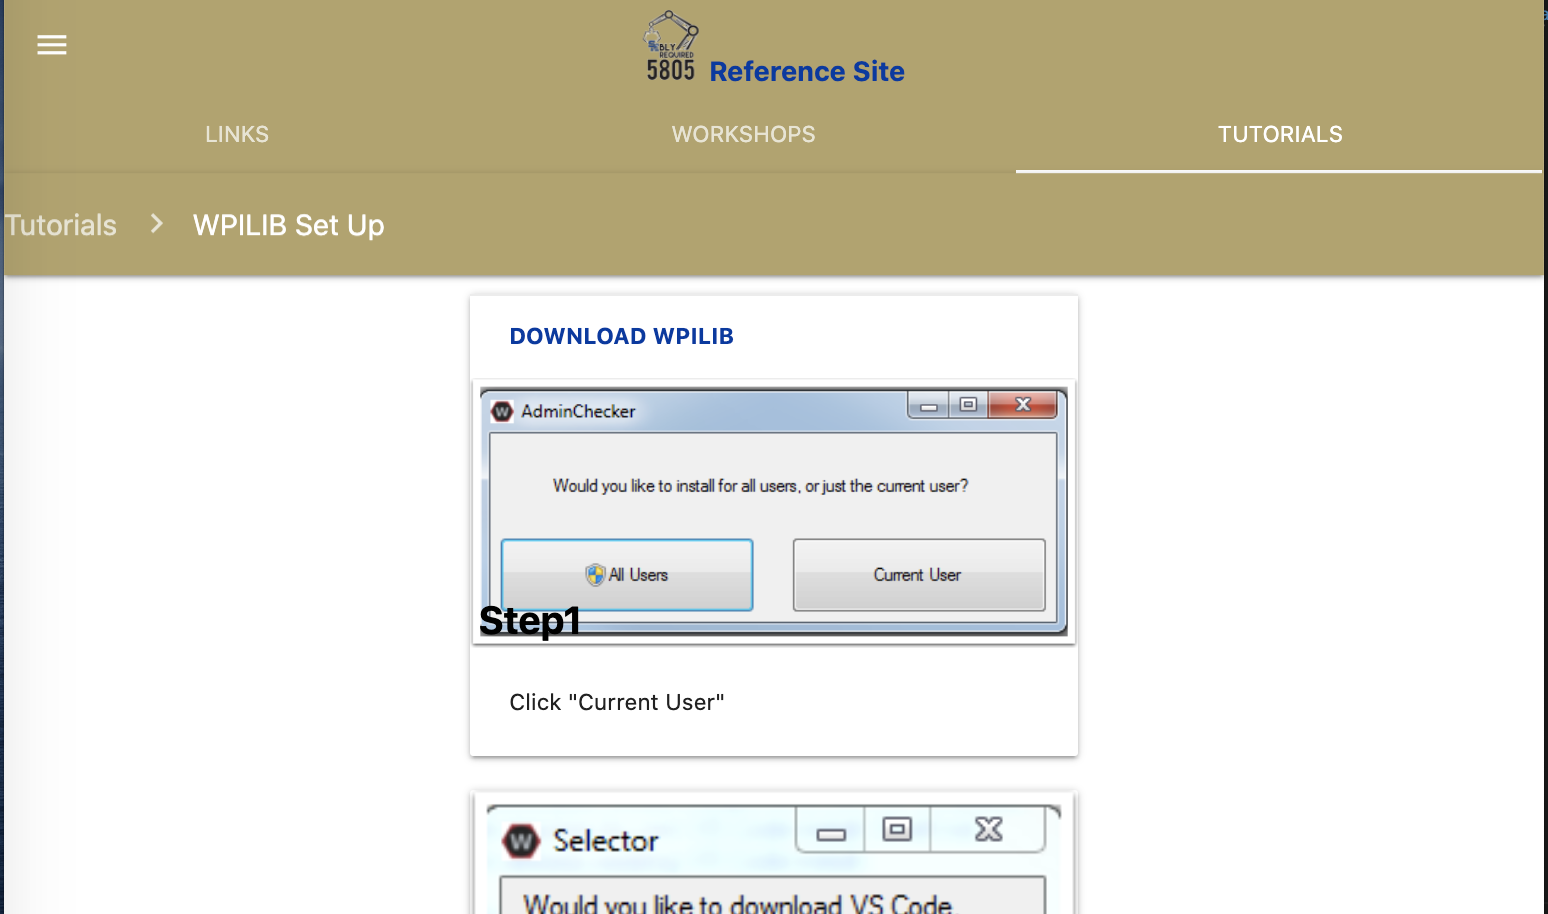 BLY
REQUIRED
5805
Reference Site
LINKS
WORKSHOPS
TUTORIALS
Tutorials > WPILIB Set Up
DOWNLOAD WPILIB
W AdminChecker
Would you like to install for all users, or just the current user?
All Users
Current User
Step1
Click "Current User"
W Selector
Would you like to download VS Code.